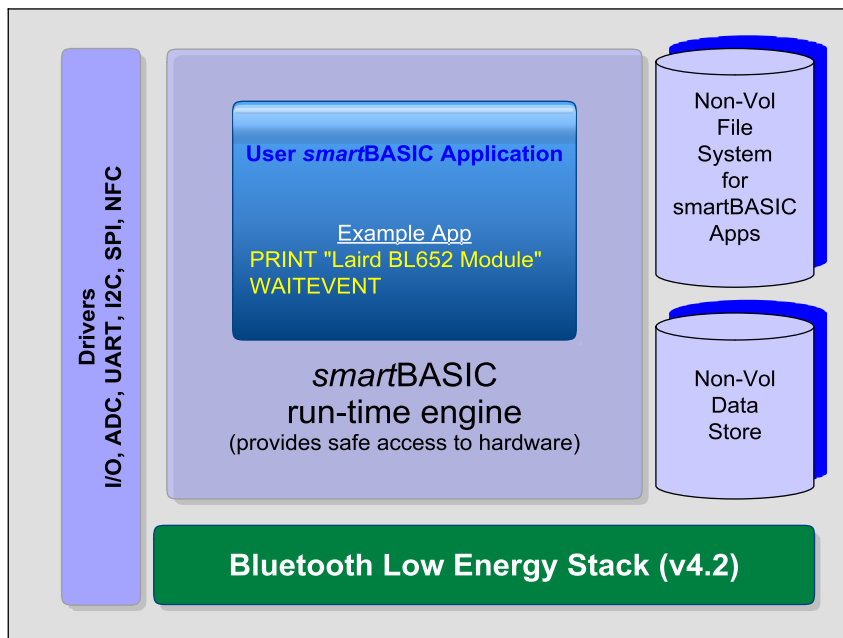 Drivers
I/O, ADC, UART, I2C, SPI, NFC
User smartBASIC Application
Example App
PRINT "Laird BL652 Module"
WAITEVENT
smartBASIC
run-time engine
(provides safe access to hardware)
Non-Vol
File
System
for
smartBASIC
Apps
Non-Vol
Data
Store
Bluetooth Low Energy Stack (v4.2)